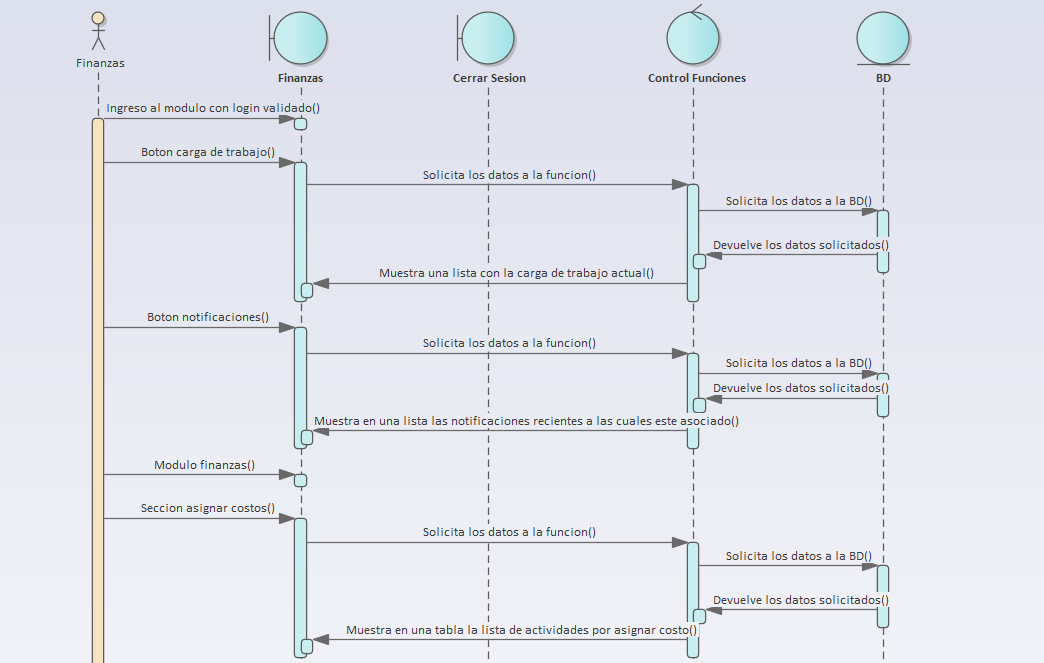 Finanzas
Finanzas
Cerrar Sesion
Control Funciones
BD
Ingreso al modulo con login validado()
Boton carga de trabajo()
Solicita los datos a la funcion()
Solicita los datos a la BD()
Devuelve los datos solicitados()
Muestra una lista con la carga de trabajo actual()
Boton notificaciones()
Solicita los datos a la funcion()
Solicita los datos a la BD()
Devuelve los datos solicitados()
Muestra en una lista las notificaciones recientes a las cuales este asociado()
Modulo finanzas()
Seccion asignar costos()
Solicita los datos a la funcion()
Solicita los datos a la BD()
Devuelve los datos solicitados()
Muestra en una tabla la lista de actividades por asignar costo()